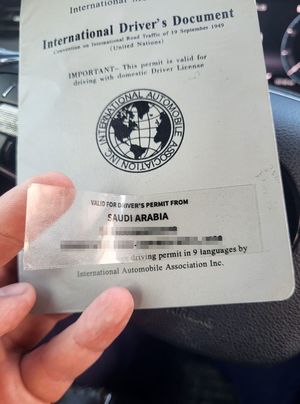 International
International Driver's Document
Convention on International Road Traffic of 19 September 1949
(United Nations)
IMPORTANT- This permit is valid for
driving with domestic Driver License
INTERNATIONAL AUTOMOBILE ASSOCIATION INC
VALID FOR DRIVER'S PERMIT FROM
SAUDI ARABIA
driving permit in 9 languages by
International Automobile Association Inc.